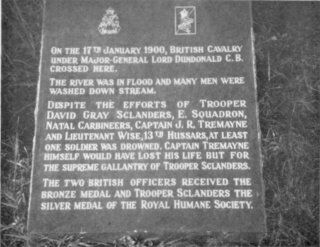 ON THE 17TH JANUARY 1900, BRITISH CAVALRY
UNDER MAJOR-GENERAL LORD DUNDONALD C.B.
CROSSED HERE.
THE RIVER WAS IN FLOOD AND MANY MEN WERE
WASHED DOWN STREAM.
DESPITE THE EFFORTS OF TROOPER
DAVID GRAY SCLANDERS, E. SQUADRON,
NATAL CARBINEERS, CAPTAIN J. R. TREMAYNE
AND LIEUTENANT WISE, 13TH HUSSARS, AT LEAST
ONE SOLDIER WAS DROWNED. CAPTAIN TREMAYNE
HIMSELF WOULD HAVE LOST HIS LIFE BUT FOR
THE SUPREME GALLANTRY OF TROOPER SCLANDERS.
THE TWO BRITISH OFFICERS RECEIVED THE
BRONZE MEDAL AND TROOPER SCLANDERS THE
SILVER MEDAL OF THE ROYAL HUMANE SOCIETY.